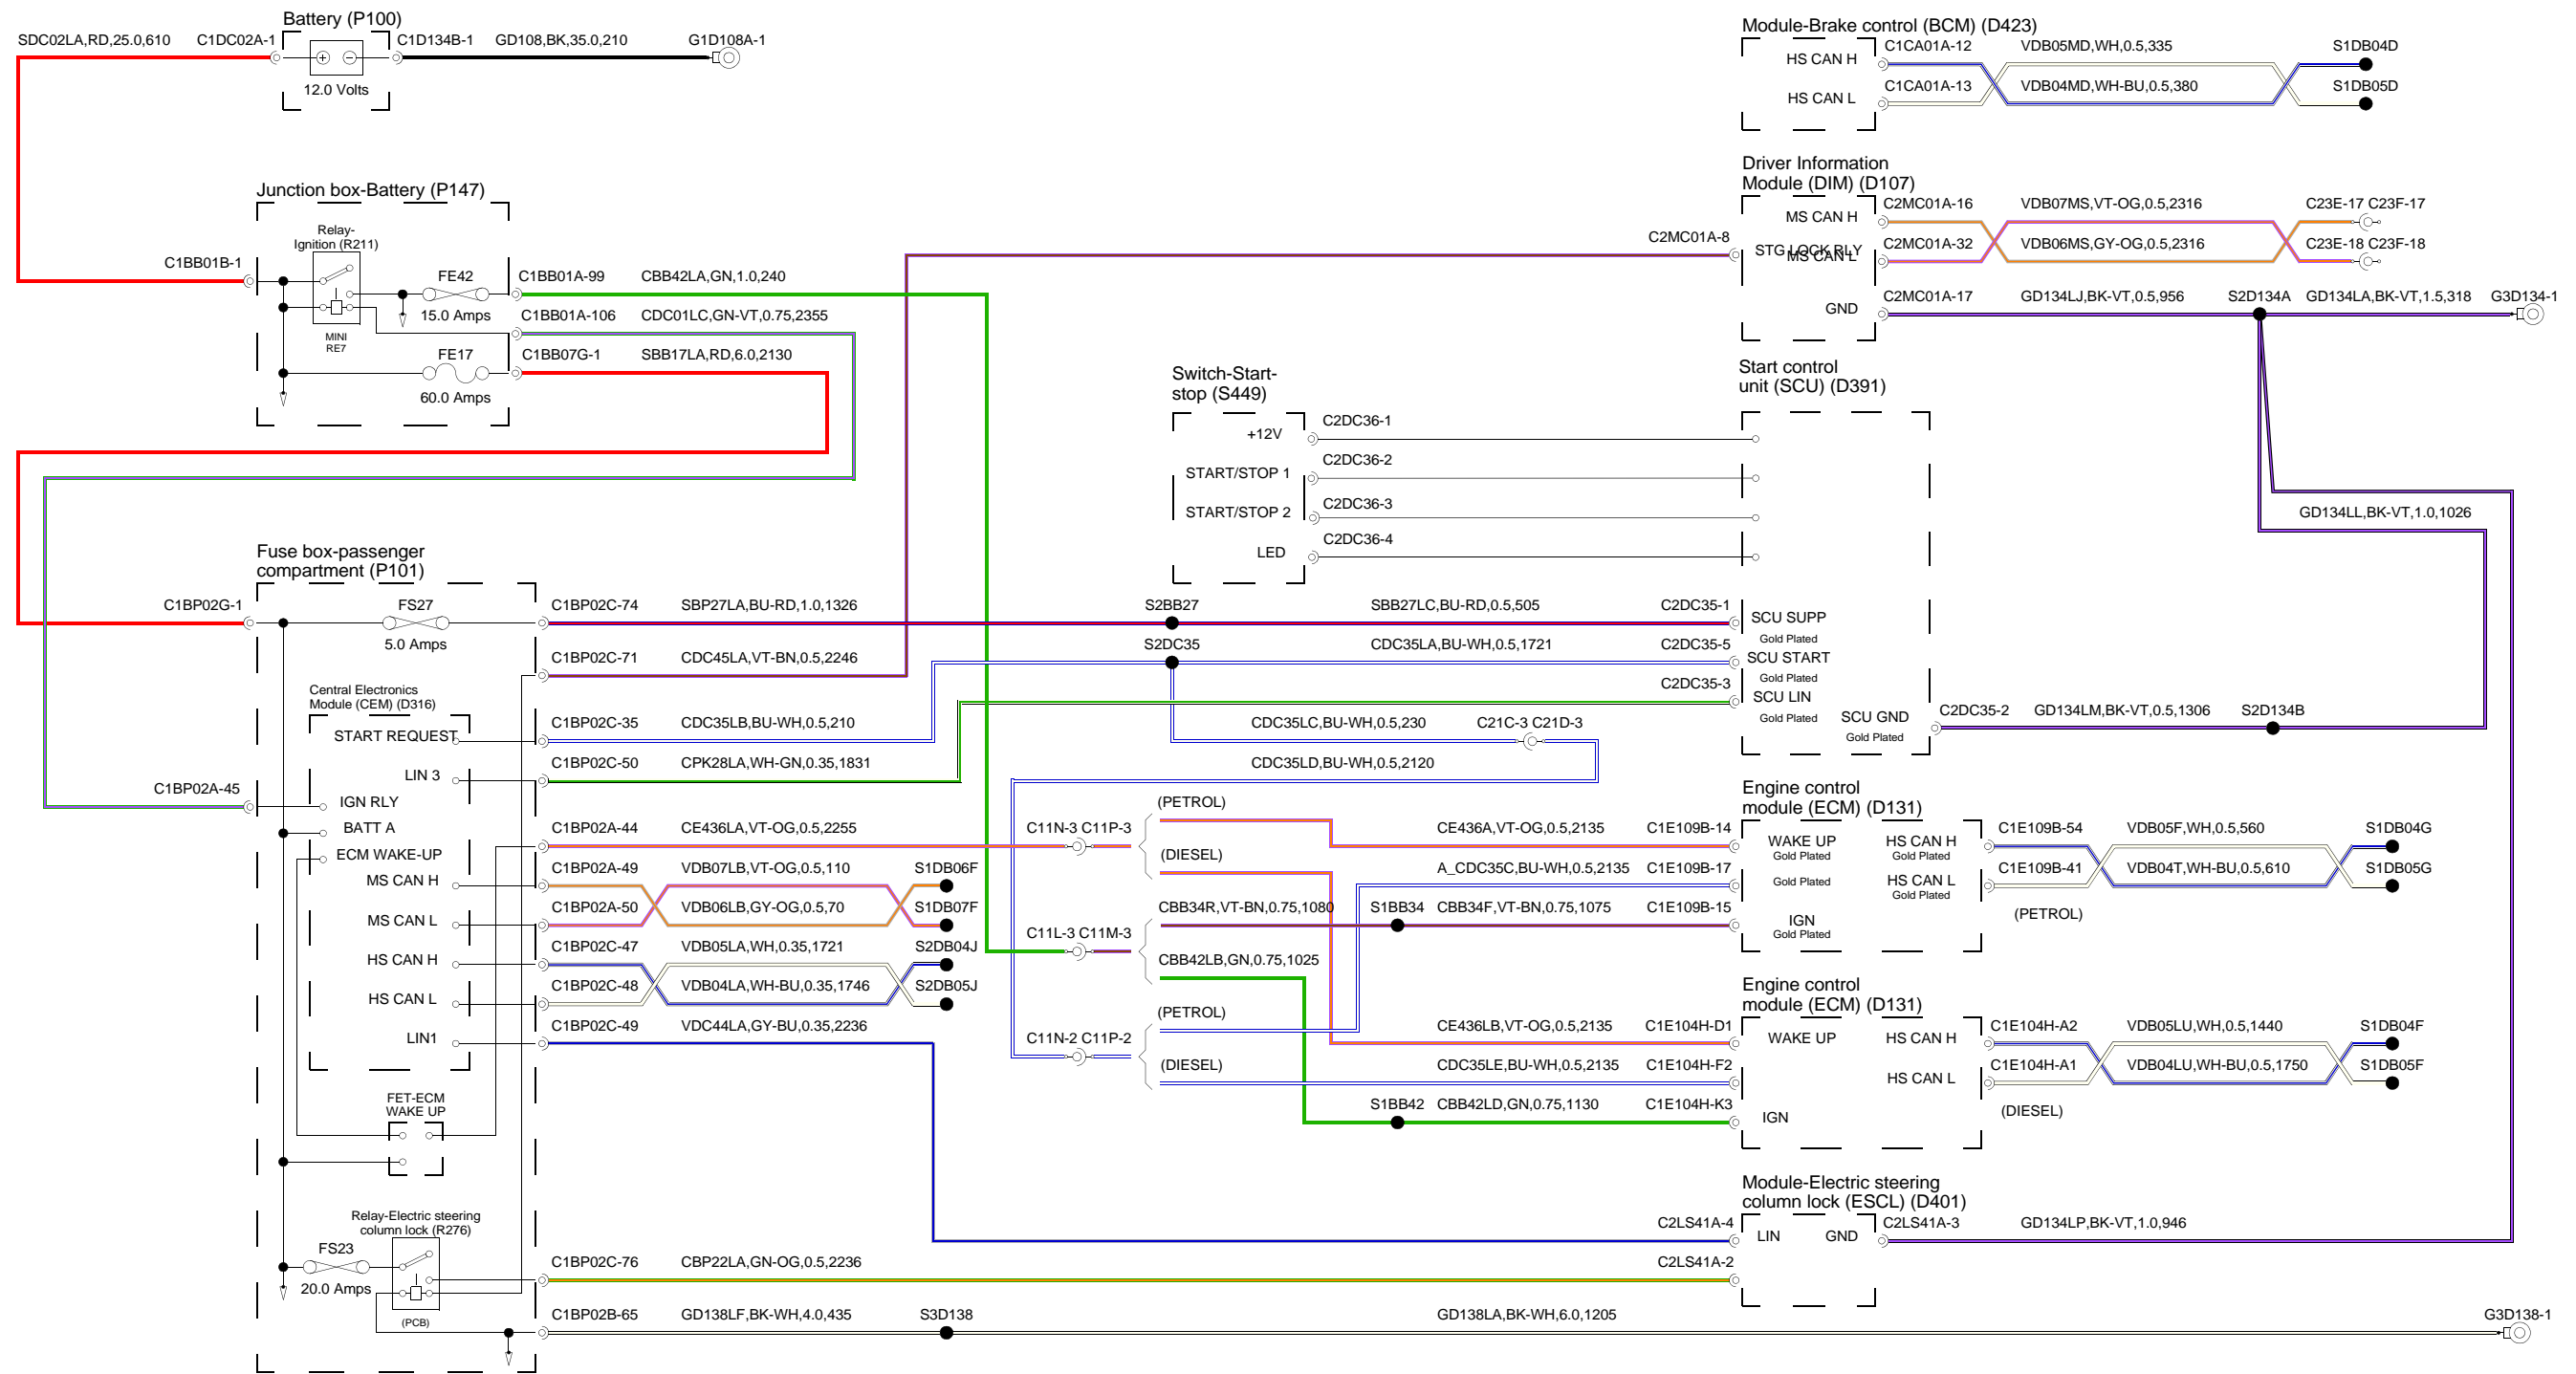 Battery (P100)
SDC02LA,RD,25.0,610
C1DC02A-1
C1D134B-1
GD108,BK,35.0,210
G1D108A-1
12.0 Volts
Junction box-Battery (P147)
Relay-
Ignition (R211)
C1BB01B-1
FE42
15.0 Amps
MINI
RE7
FE17
60.0 Amps
C1BB01A-99
CBB42LA,GN,1.0,240
C1BB01A-106
CDC01LC,GN-VT,0.75,2355
C1BB07G-1
SBB17LA,RD,6.0,2130
Module-Brake control (BCM) (D423)
HS CAN H
C1CA01A-12
VDB05MD,WH,0.5,335
S1DB04D
HS CAN L
C1CA01A-13
VDB04MD,WH-BU,0.5,380
S1DB05D
Driver Information
Module (DIM) (D107)
MS CAN H
C2MC01A-16
VDB07MS,VT-OG,0.5,2316
C23E-17 C23F-17
C2MC01A-8
STG LOCK RLY
MS CAN L
C2MC01A-32
VDB06MS,GY-OG,0.5,2316
C23E-18 C23F-18
GND
C2MC01A-17
GD134LJ,BK-VT,0.5,956
S2D134A
GD134LA,BK-VT,1.5,318
G3D134-1
Switch-Start-
stop (S449)
+12V
C2DC36-1
START/STOP 1
C2DC36-2
START/STOP 2
C2DC36-3
LED
C2DC36-4
Start control
unit (SCU) (D391)
GD134LL,BK-VT,1.0,1026
Fuse box-passenger
compartment (P101)
C1BP02G-1
FS27
5.0 Amps
C1BP02C-74
SBP27LA,BU-RD,1.0,1326
S2BB27
SBB27LC,BU-RD,0.5,505
C2DC35-1
SCU SUPP
Gold Plated
C1BP02C-71
CDC45LA,VT-BN,0.5,2246
S2DC35
CDC35LA,BU-WH,0.5,1721
C2DC35-5
SCU START
Gold Plated
C2DC35-3
SCU LIN
Gold Plated
SCU GND
Gold Plated
C2DC35-2
GD134LM,BK-VT,0.5,1306
S2D134B
Central Electronics
Module (CEM) (D316)
START REQUEST
C1BP02C-35
CDC35LB,BU-WH,0.5,210
CDC35LC,BU-WH,0.5,230
C21C-3 C21D-3
LIN 3
C1BP02C-50
CPK28LA,WH-GN,0.35,1831
CDC35LD,BU-WH,0.5,2120
C1BP02A-45
IGN RLY
BATT A
ECM WAKE-UP
C1BP02A-44
CE436LA,VT-OG,0.5,2255
C11N-3 C11P-3
(PETROL)
(DIESEL)
MS CAN H
C1BP02A-49
VDB07LB,VT-OG,0.5,110
S1DB06F
MS CAN L
C1BP02A-50
VDB06LB,GY-OG,0.5,70
S1DB07F
HS CAN H
C1BP02C-47
VDB05LA,WH,0.35,1721
S2DB04J
HS CAN L
C1BP02C-48
VDB04LA,WH-BU,0.35,1746
S2DB05J
LIN1
C1BP02C-49
VDC44LA,GY-BU,0.35,2236
C11L-3 C11M-3
CBB34R,VT-BN,0.75,1080
S1BB34
CBB34F,VT-BN,0.75,1075
CBB42LB,GN,0.75,1025
C11N-2 C11P-2
(PETROL)
(DIESEL)
Engine control
module (ECM) (D131)
CE436A,VT-OG,0.5,2135
C1E109B-14
WAKE UP
Gold Plated
A_CDC35C,BU-WH,0.5,2135
C1E109B-17
Gold Plated
C1E109B-15
IGN
Gold Plated
HS CAN H
Gold Plated
C1E109B-54
VDB05F,WH,0.5,560
S1DB04G
HS CAN L
Gold Plated
C1E109B-41
VDB04T,WH-BU,0.5,610
S1DB05G
(PETROL)
Engine control
module (ECM) (D131)
CE436LB,VT-OG,0.5,2135
C1E104H-D1
WAKE UP
CDC35LE,BU-WH,0.5,2135
C1E104H-F2
S1BB42
CBB42LD,GN,0.75,1130
C1E104H-K3
IGN
HS CAN H
C1E104H-A2
VDB05LU,WH,0.5,1440
S1DB04F
HS CAN L
C1E104H-A1
VDB04LU,WH-BU,0.5,1750
S1DB05F
(DIESEL)
FET-ECM
WAKE UP
Relay-Electric steering
column lock (R276)
FS23
20.0 Amps
(PCB)
Module-Electric steering
column lock (ESCL) (D401)
C2LS41A-4
LIN
GND
C2LS41A-3
GD134LP,BK-VT,1.0,946
C1BP02C-76
CBP22LA,GN-OG,0.5,2236
C2LS41A-2
C1BP02B-65
GD138LF,BK-WH,4.0,435
S3D138
GD138LA,BK-WH,6.0,1205
G3D138-1